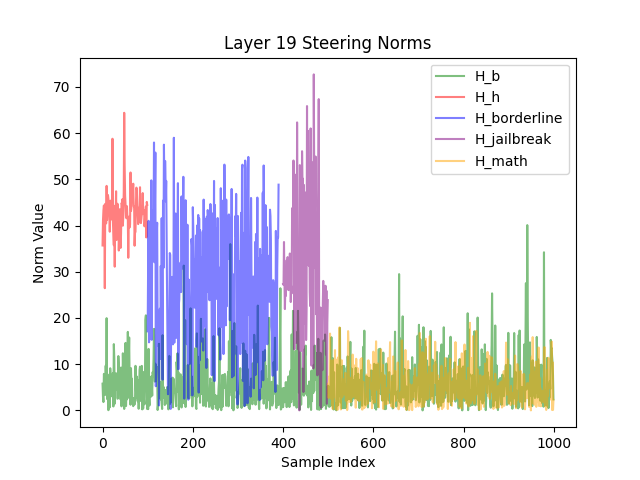 Layer 19 Steering Norms
H_b
H_h
H_borderline
H_jailbreak
H_math
Norm Value
70
60
50
40
30
20
10
0
0 200 400 600 800 1000
Sample Index